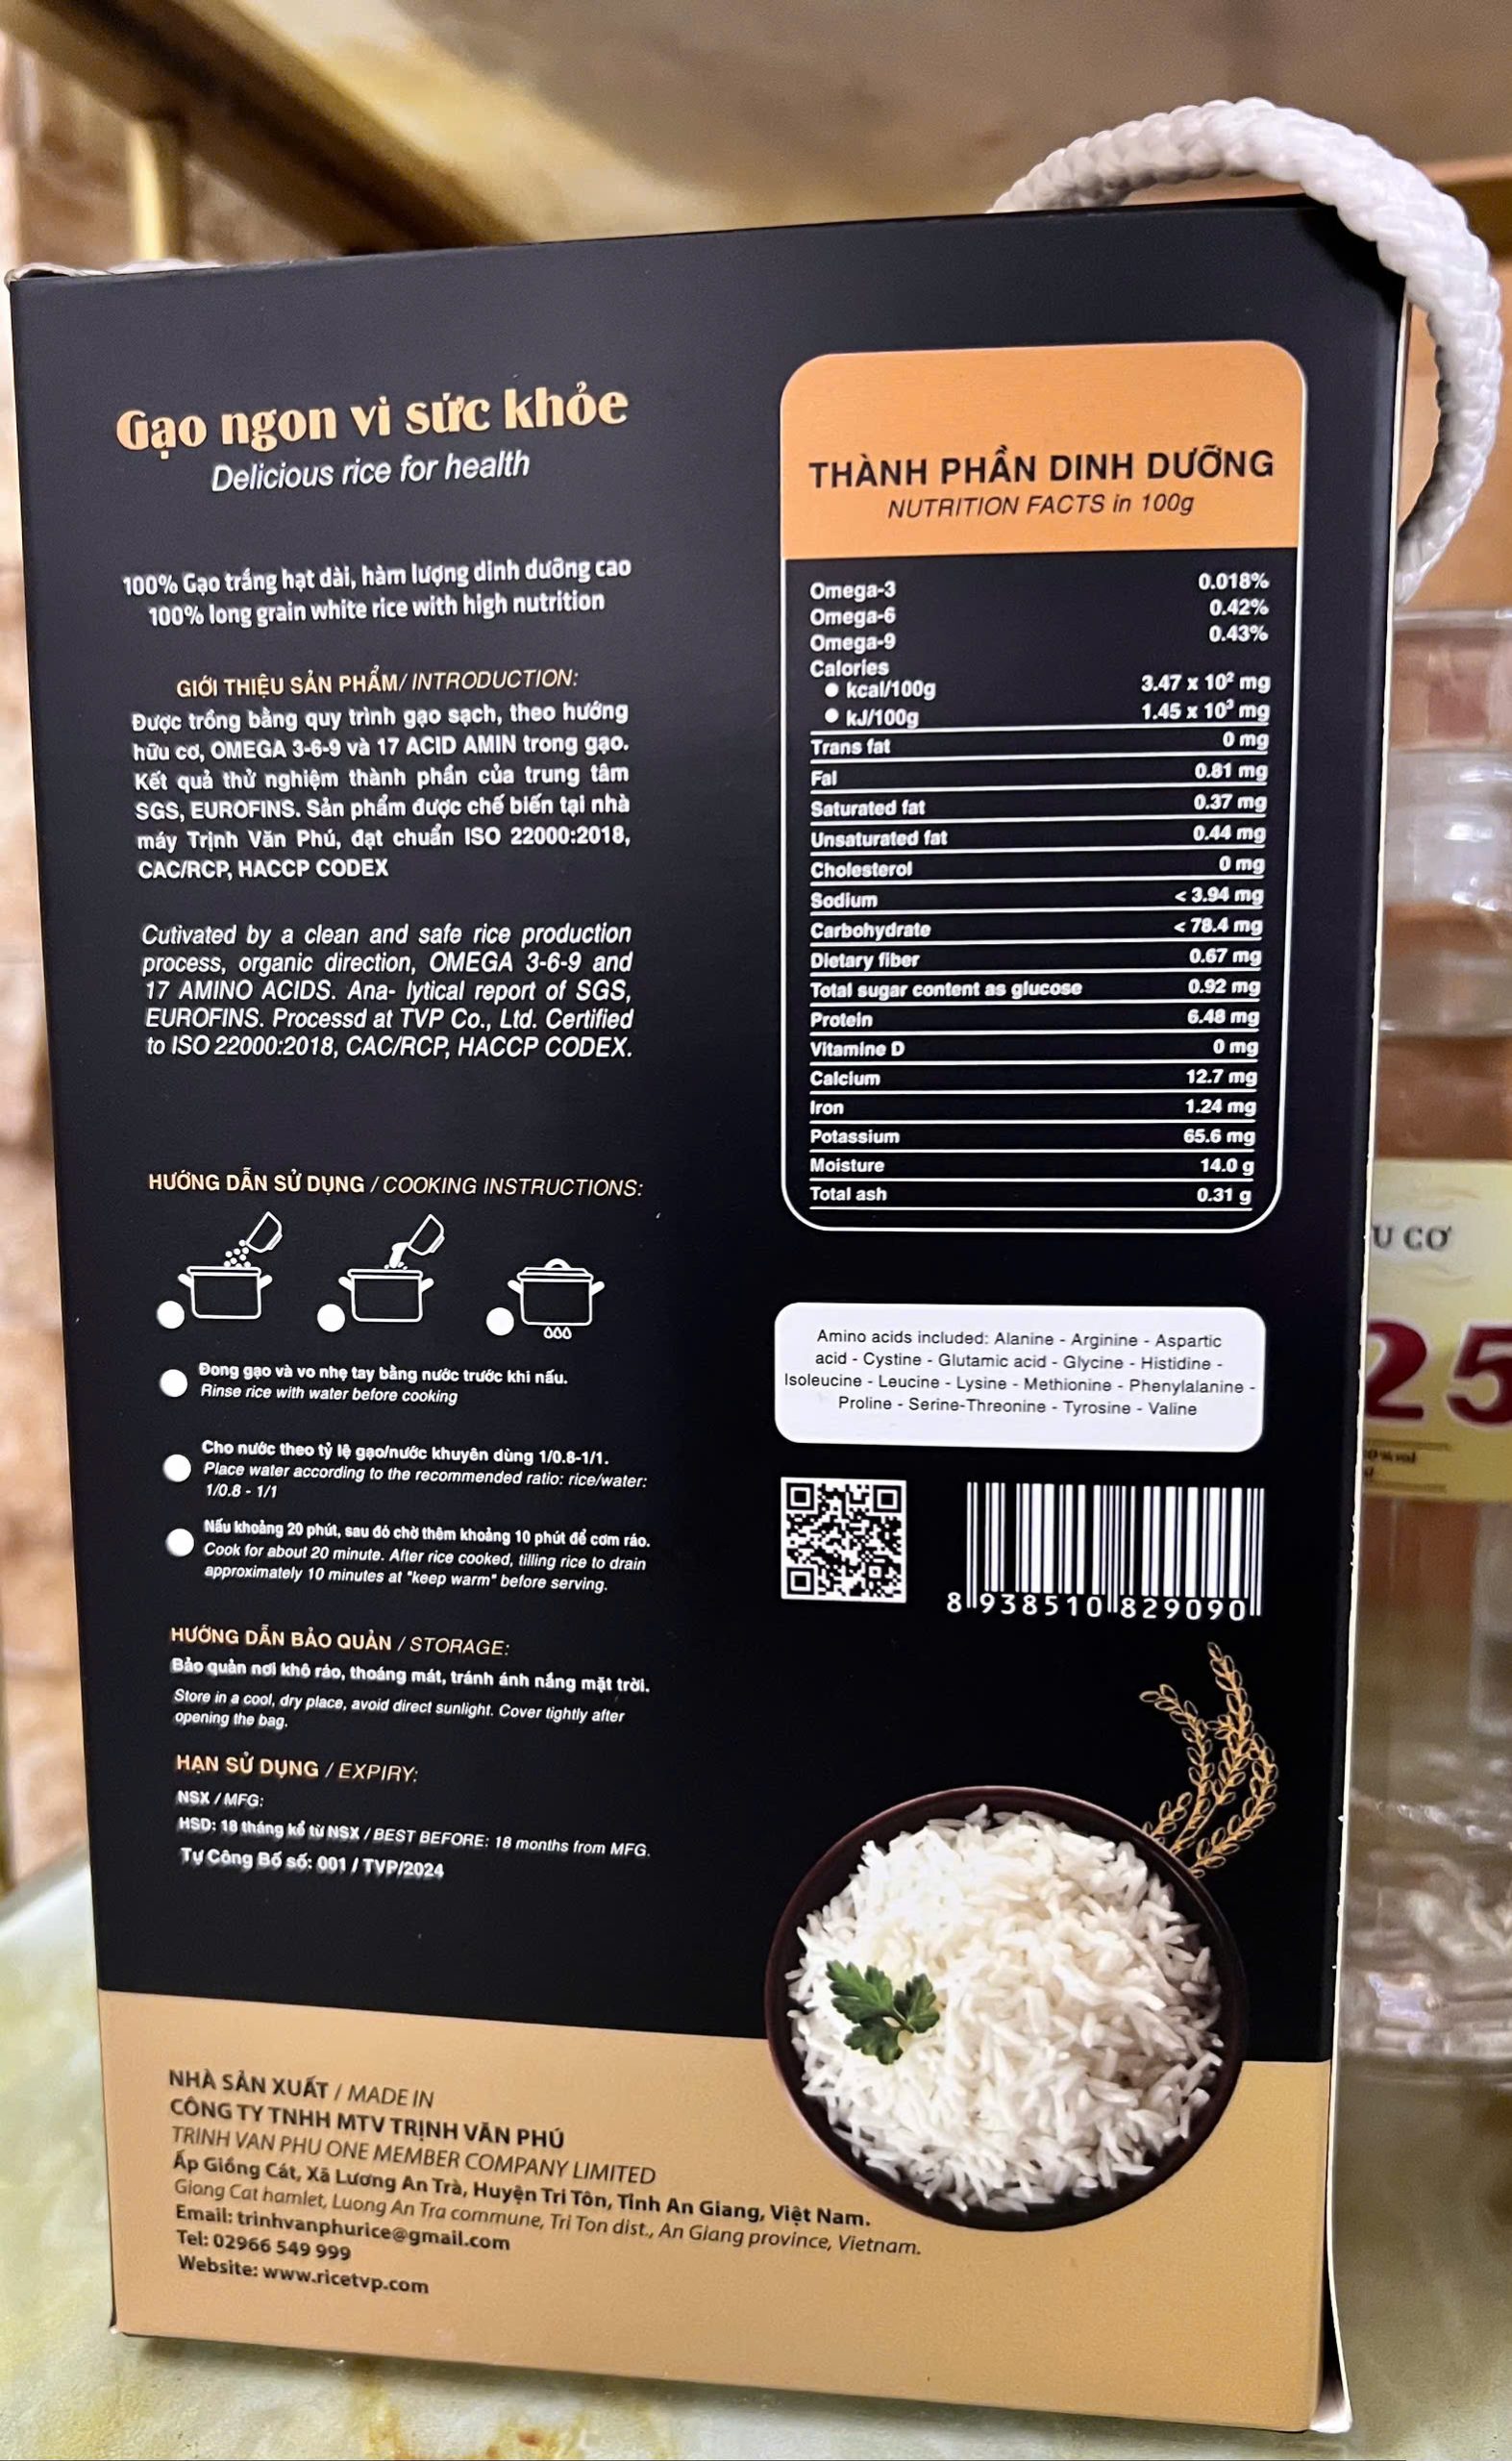 Gạo ngon vì sức khỏe
Delicious rice for health
100% Gạo trắng hạt dài, hàm lượng dinh dưỡng cao
100% long grain white rice with high nutrition
GIỚI THIỆU SẢN PHẨM/ INTRODUCTION:
Được trồng bằng quy trình gạo sạch, theo hướng
hữu cơ, OMEGA 3-6-9 và 17 ACID AMIN trong gạo.
Kết quả thử nghiệm thành phần của trung tâm
SGS, EUROFINS. Sản phẩm được chế biến tại nhà
máy Trịnh Văn Phú, đạt chuẩn ISO 22000:2018,
CAC/RCP, HACCP CODEX
Cutivated by a clean and safe rice production
process, organic direction, OMEGA 3-6-9 and
17 AMINO ACIDS. Ana- lytical report of SGS,
EUROFINS. Processd at TVP Co., Ltd. Certified
to ISO 22000:2018, CAC/RCP, HACCP CODEX.
HƯỚNG DẪN SỬ DỤNG / COOKING INSTRUCTIONS:
Đong gạo và vo nhẹ tay bằng nước trước khi nấu.
Rinse rice with water before cooking
Cho nước theo tỷ lệ gạo/nước khuyên dùng 1/0.8-1/1.
Place water according to the recommended ratio: rice/water:
1/0.8 - 1/1
Nấu khoảng 20 phút, sau đó chờ thêm khoảng 10 phút để cơm ráo.
Cook for about 20 minute. After rice cooked, tilling rice to drain
approximately 10 minutes at "keep warm" before serving.
HƯỚNG DẪN BẢO QUẢN / STORAGE:
Bảo quản nơi khô ráo, thoáng mát, tránh ánh nắng mặt trời.
Store in a cool, dry place, avoid direct sunlight. Cover tightly after
opening the bag.
HẠN SỬ DỤNG / EXPIRY:
NSX / MFG:
HSD: 18 tháng kể từ NSX / BEST BEFORE: 18 months from MFG.
Tự Công Bố số: 001 / TVP/2024
THÀNH PHẦN DINH DƯỠNG
NUTRITION FACTS in 100g
Omega-3 0.018%
Omega-6 0.42%
Omega-9 0.43%
Calories
● kcal/100g 3.47 x 10² mg
● kJ/100g 1.45 x 10³ mg
Trans fat 0 mg
Fal 0.81 mg
Saturated fat 0.37 mg
Unsaturated fat 0.44 mg
Cholesterol 0 mg
Sodium < 3.94 mg
Carbohydrate < 78.4 mg
Dietary fiber 0.67 mg
Total sugar content as glucose 0.92 mg
Protein 6.48 mg
Vitamine D 0 mg
Calcium 12.7 mg
Iron 1.24 mg
Potassium 65.6 mg
Moisture 14.0 g
Total ash 0.31 g
Amino acids included: Alanine - Arginine - Aspartic
acid - Cystine - Glutamic acid - Glycine - Histidine -
Isoleucine - Leucine - Lysine - Methionine - Phenylalanine -
Proline - Serine-Threonine - Tyrosine - Valine
8 938510 829090
NHÀ SẢN XUẤT / MADE IN
CÔNG TY TNHH MTV TRỊNH VĂN PHÚ
TRINH VAN PHU ONE MEMBER COMPANY LIMITED
Ấp Giồng Cát, Xã Lương An Trà, Huyện Tri Tôn, Tỉnh An Giang, Việt Nam.
Giong Cat hamlet, Luong An Tra commune, Tri Ton dist., An Giang province, Vietnam.
Email: trinhvanphurice@gmail.com
Tel: 02966 549 999
Website: www.ricetvp.com
U CƠ
25